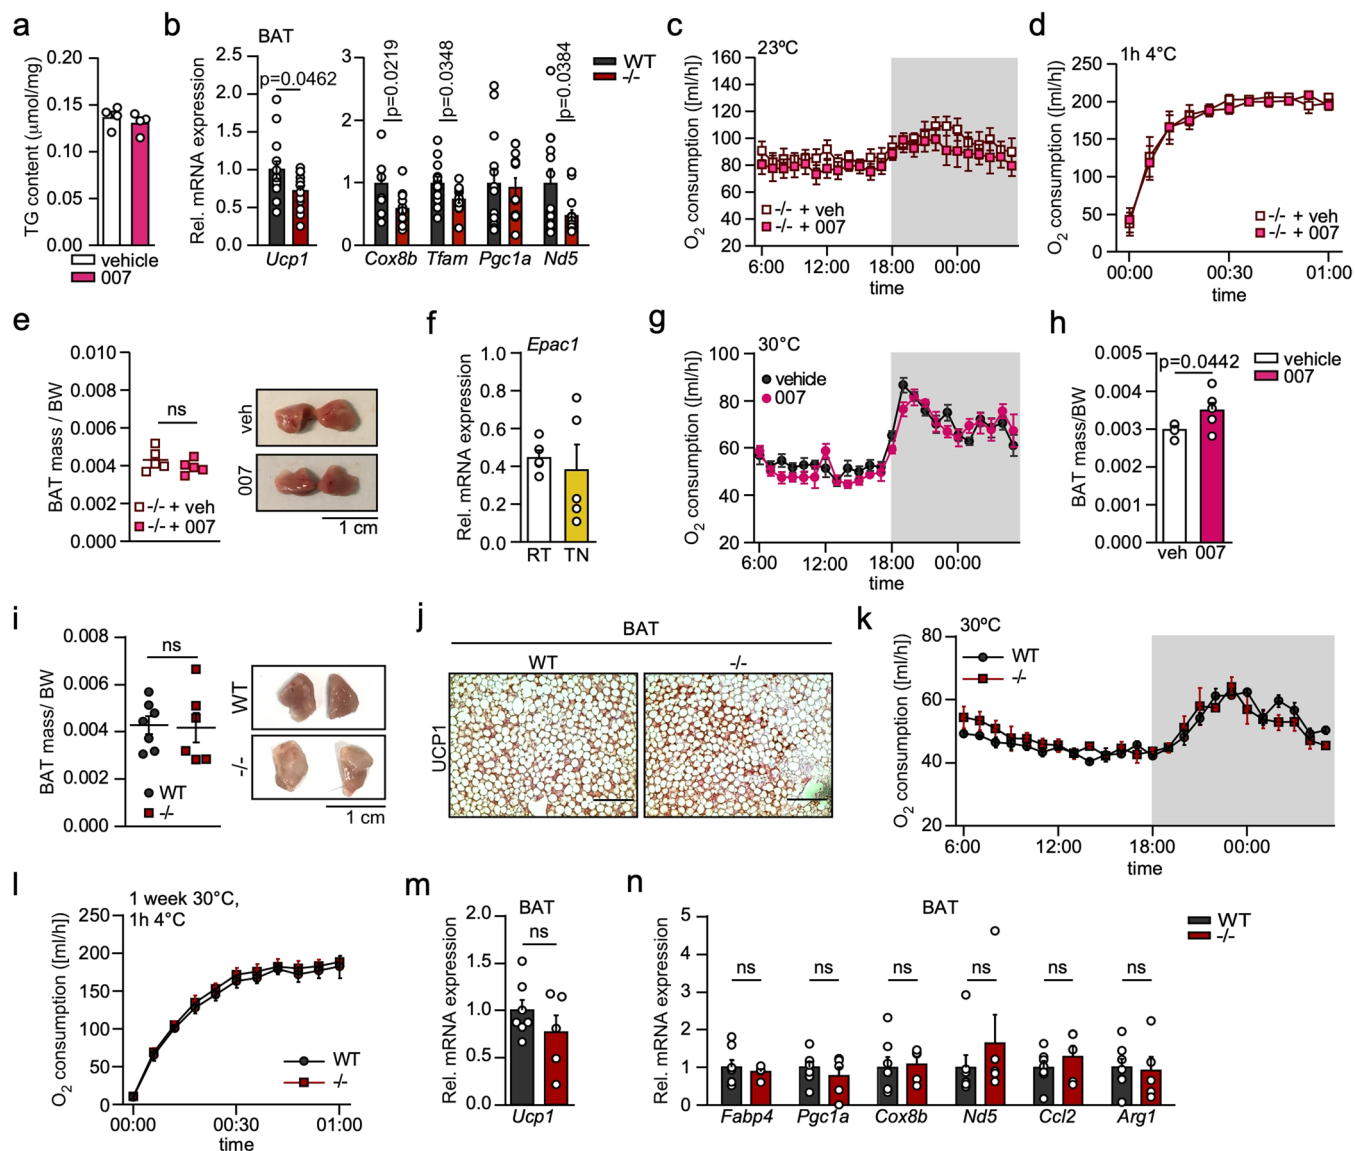 a
TG content (μmol/mg)
0.20
0.15
0.10
0.05
0.00
vehicle
007
b
BAT
Rel. mRNA expression
2.5
2.0
1.5
1.0
0.5
0.0
p=0.0462
Ucp1
3
2
1
0
p=0.0219
p=0.0348
p=0.0384
Cox8b Tfam Pgc1a Nd5
WT
-/-
c
23ºC
O2 consumption ([ml/h])
160
140
120
100
80
60
40
20
-/- + veh
-/- + 007
6:00 12:00 18:00 00:00
time
d
1h 4°C
O2 consumption ([ml/h])
250
200
150
100
50
0
-/- + veh
-/- + 007
00:00 00:30 01:00
time
e
BAT mass / BW
0.010
0.008
0.006
0.004
0.002
0.000
ns
-/- + veh
-/- + 007
veh
007
1 cm
f
Epac1
Rel. mRNA expression
1.0
0.8
0.6
0.4
0.2
0.0
RT TN
g
30°C
O2 consumption ([ml/h])
100
80
60
40
20
vehicle
007
6:00 12:00 18:00 00:00
time
h
BAT mass/BW
0.005
0.004
0.003
0.002
0.001
0.000
p=0.0442
veh 007
vehicle
007
i
BAT mass/ BW
0.008
0.006
0.004
0.002
0.000
ns
WT
-/-
WT
-/-
1 cm
j
BAT
WT -/-
UCP1
k
30ºC
O2 consumption ([ml/h])
80
60
40
20
WT
-/-
6:00 12:00 18:00 00:00
time
l
1 week 30°C,
1h 4°C
O2 consumption ([ml/h])
250
200
150
100
50
0
WT
-/-
00:00 00:30 01:00
time
m
BAT
Rel. mRNA expression
2.0
1.5
1.0
0.5
0.0
ns
Ucp1
n
BAT
Rel. mRNA expression
5
4
3
2
1
0
ns ns ns ns ns ns
Fabp4 Pgc1a Cox8b Nd5 Ccl2 Arg1
WT
-/-